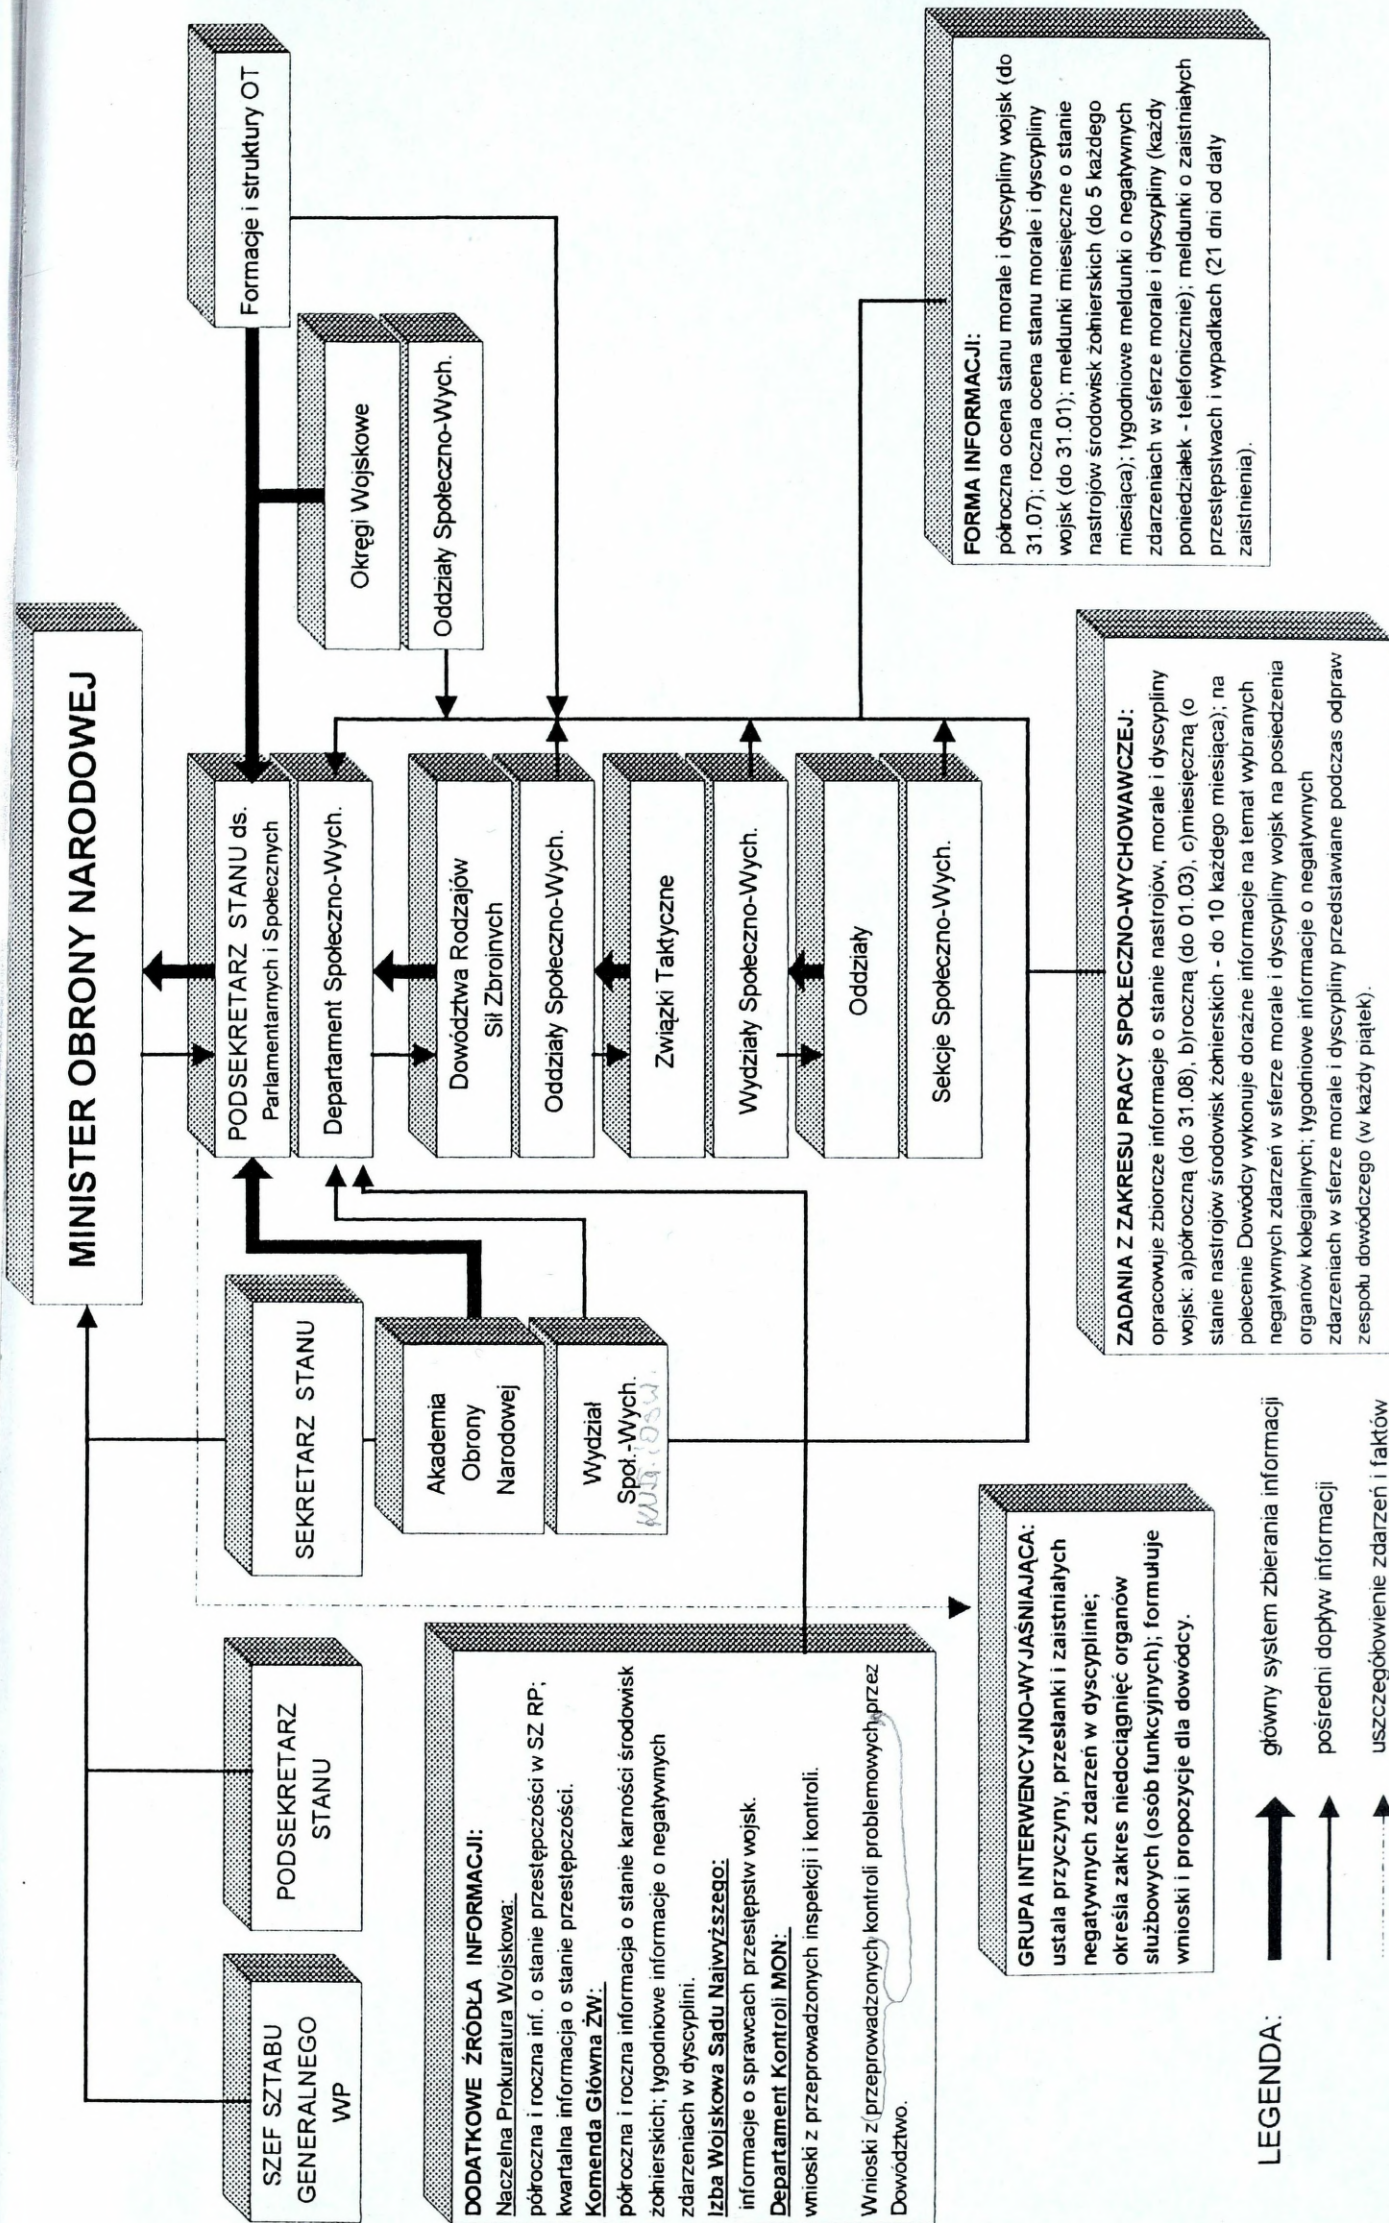 MINISTER OBRONY NARODOWEJ
SZEF SZTABU
GENERALNEGO
WP
PODSEKRETARZ
STANU
SEKRETARZ STANU
PODSEKRETARZ STANU ds.
Parlamentarnych i Społecznych
Formacje i struktury OT
Departament Społeczno-Wych.
Okręgi Wojskowe
Oddziały Społeczno-Wych.
Akademia
Obrony
Narodowej
Wydział
Społ.-Wych.
Dowództwa Rodzajów
Sił Zbrojnych
Oddziały Społeczno-Wych.
Związki Taktyczne
Wydziały Społeczno-Wych.
Oddziały
Sekcje Społeczno-Wych.
DODATKOWE ŹRÓDŁA INFORMACJI:
Naczelna Prokuratura Wojskowa:
półroczna i roczna inf. o stanie przestępczości w SZ RP;
kwartalna informacja o stanie przestępczości.
Komenda Główna ŻW:
półroczna i roczna informacja o stanie karności środowisk
żołnierskich; tygodniowe informacje o negatywnych
zdarzeniach w dyscyplini.
Izba Wojskowa Sądu Najwyższego:
informacje o sprawcach przestępstw wojsk.
Departament Kontroli MON:
wnioski z przeprowadzonych inspekcji i kontroli.
Wnioski z przeprowadzonych kontroli problemowych przez
Dowództwo.
FORMA INFORMACJI:
półroczna ocena stanu morale i dyscypliny wojsk (do
31.07); roczna ocena stanu morale i dyscypliny
wojsk (do 31.01); meldunki miesięczne o stanie
nastrojów środowisk żołnierskich (do 5 każdego
miesiąca); tygodniowe meldunki o negatywnych
zdarzeniach w sferze morale i dyscypliny (każdy
poniedziałek - telefonicznie); meldunki o zaistniałych
przestępstwach i wypadkach (21 dni od daty
zaistnienia).
GRUPA INTERWENCYJNO-WYJAŚNIAJĄCA:
ustala przyczyny, przesłanki i zaistniałych
negatywnych zdarzeń w dyscyplinie;
określa zakres niedociągnięć organów
służbowych (osób funkcyjnych); formułuje
wnioski i propozycje dla dowódcy.
ZADANIA Z ZAKRESU PRACY SPOŁECZNO-WYCHOWAWCZEJ:
opracowuje zbiorcze informacje o stanie nastrojów, morale i dyscypliny
wojsk: a)półroczną (do 31.08), b)roczną (do 01.03), c)miesięczną (o
stanie nastrojów środowisk żołnierskich - do 10 każdego miesiąca); na
polecenie Dowódcy wykonuje doraźne informacje na temat wybranych
negatywnych zdarzeń w sferze morale i dyscypliny wojsk na posiedzenia
organów kolegialnych; tygodniowe informacje o negatywnych
zdarzeniach w sferze morale i dyscypliny przedstawiane podczas odpraw
zespołu dowódczego (w każdy piątek).
LEGENDA:
główny system zbierania informacji
pośredni dopływ informacji
uszczegółowienie zdarzeń i faktów